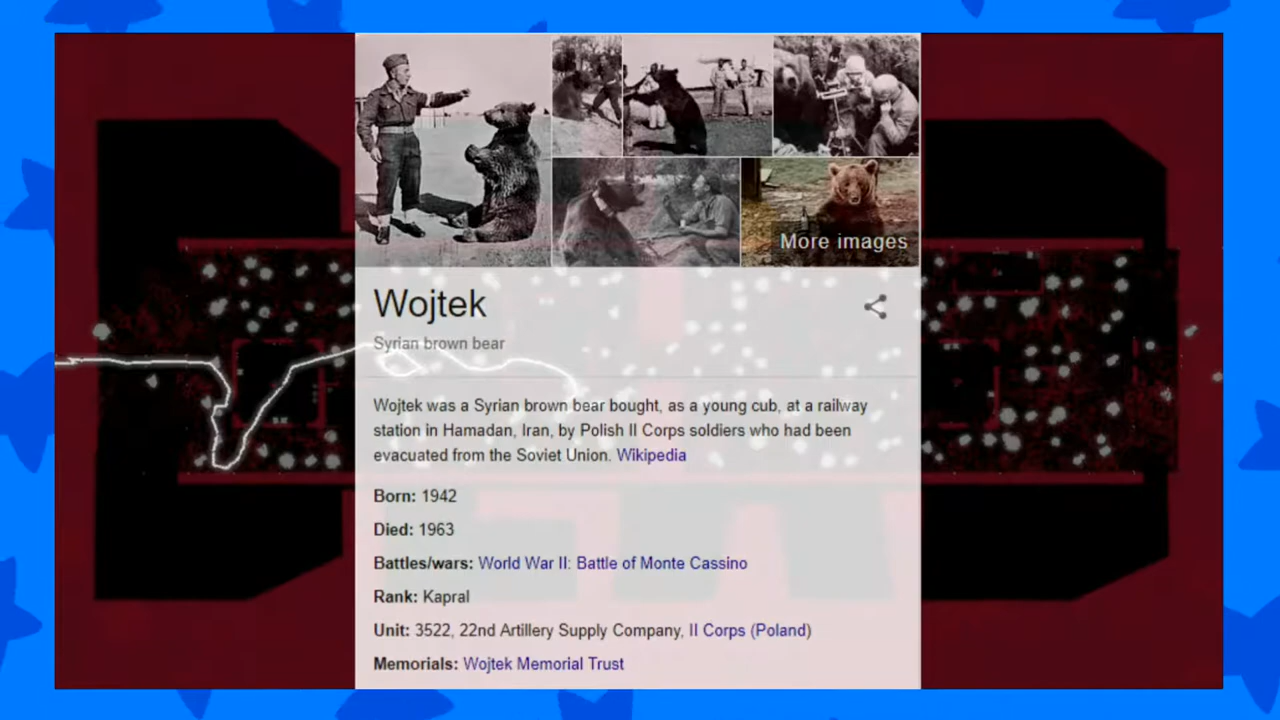 More images
Wojtek
Syrian brown bear
Wojtek was a Syrian brown bear bought, as a young cub, at a railway
station in Hamadan, Iran, by Polish II Corps soldiers who had been
evacuated from the Soviet Union. Wikipedia
Born: 1942
Died: 1963
Battles/wars: World War II: Battle of Monte Cassino
Rank: Kapral
Unit: 3522, 22nd Artillery Supply Company, II Corps (Poland)
Memorials: Wojtek Memorial Trust